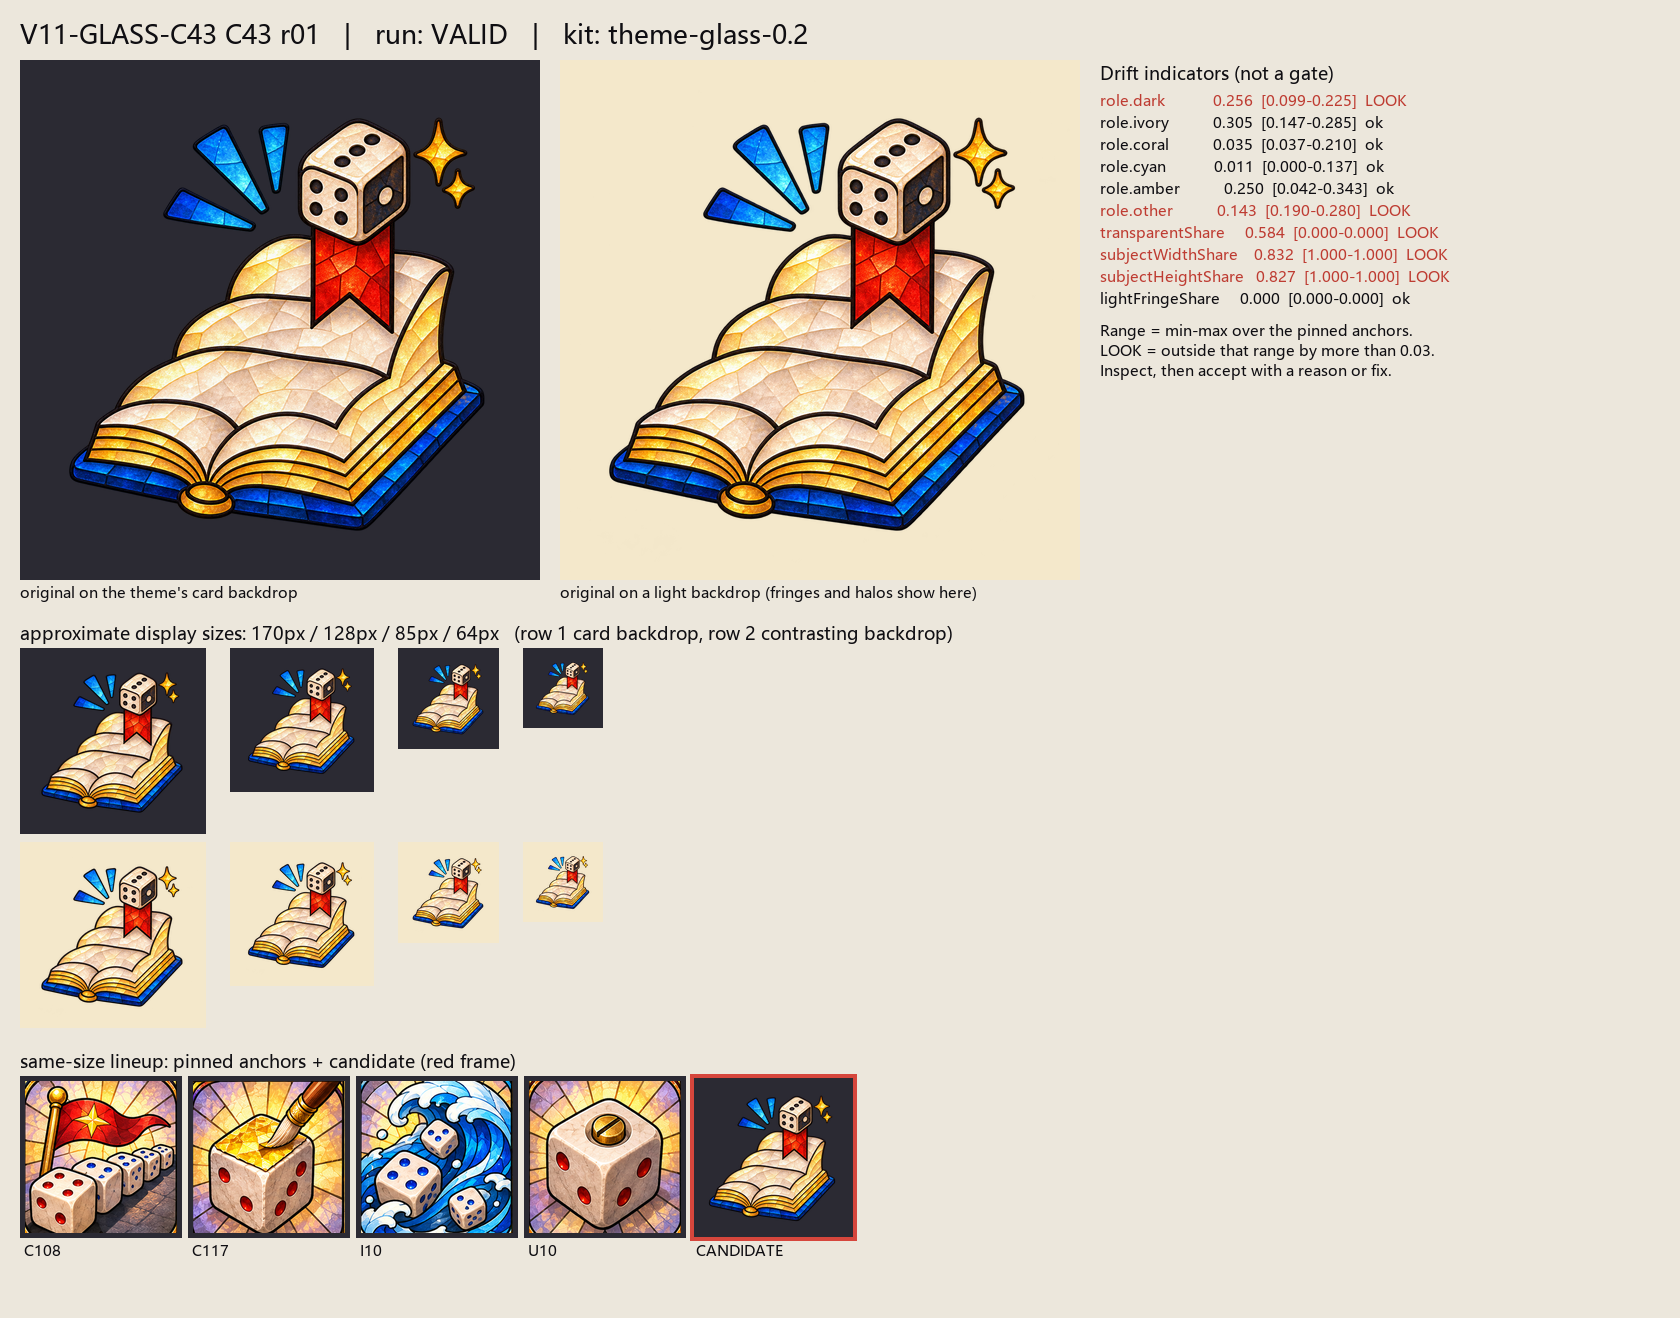 V11-GLASS-C43 C43 r01   |   run: VALID   |   kit: theme-glass-0.2
Drift indicators (not a gate)
role.dark 0.256 [0.099-0.225] LOOK
role.ivory 0.305 [0.147-0.285] ok
role.coral 0.035 [0.037-0.210] ok
role.cyan 0.011 [0.000-0.137] ok
role.amber 0.250 [0.042-0.343] ok
role.other 0.143 [0.190-0.280] LOOK
transparentShare 0.584 [0.000-0.000] LOOK
subjectWidthShare 0.832 [1.000-1.000] LOOK
subjectHeightShare 0.827 [1.000-1.000] LOOK
lightFringeShare 0.000 [0.000-0.000] ok
Range = min-max over the pinned anchors.
LOOK = outside that range by more than 0.03.
Inspect, then accept with a reason or fix.
original on the theme's card backdrop
original on a light backdrop (fringes and halos show here)
approximate display sizes: 170px / 128px / 85px / 64px   (row 1 card backdrop, row 2 contrasting backdrop)
same-size lineup: pinned anchors + candidate (red frame)
C108
C117
I10
U10
CANDIDATE